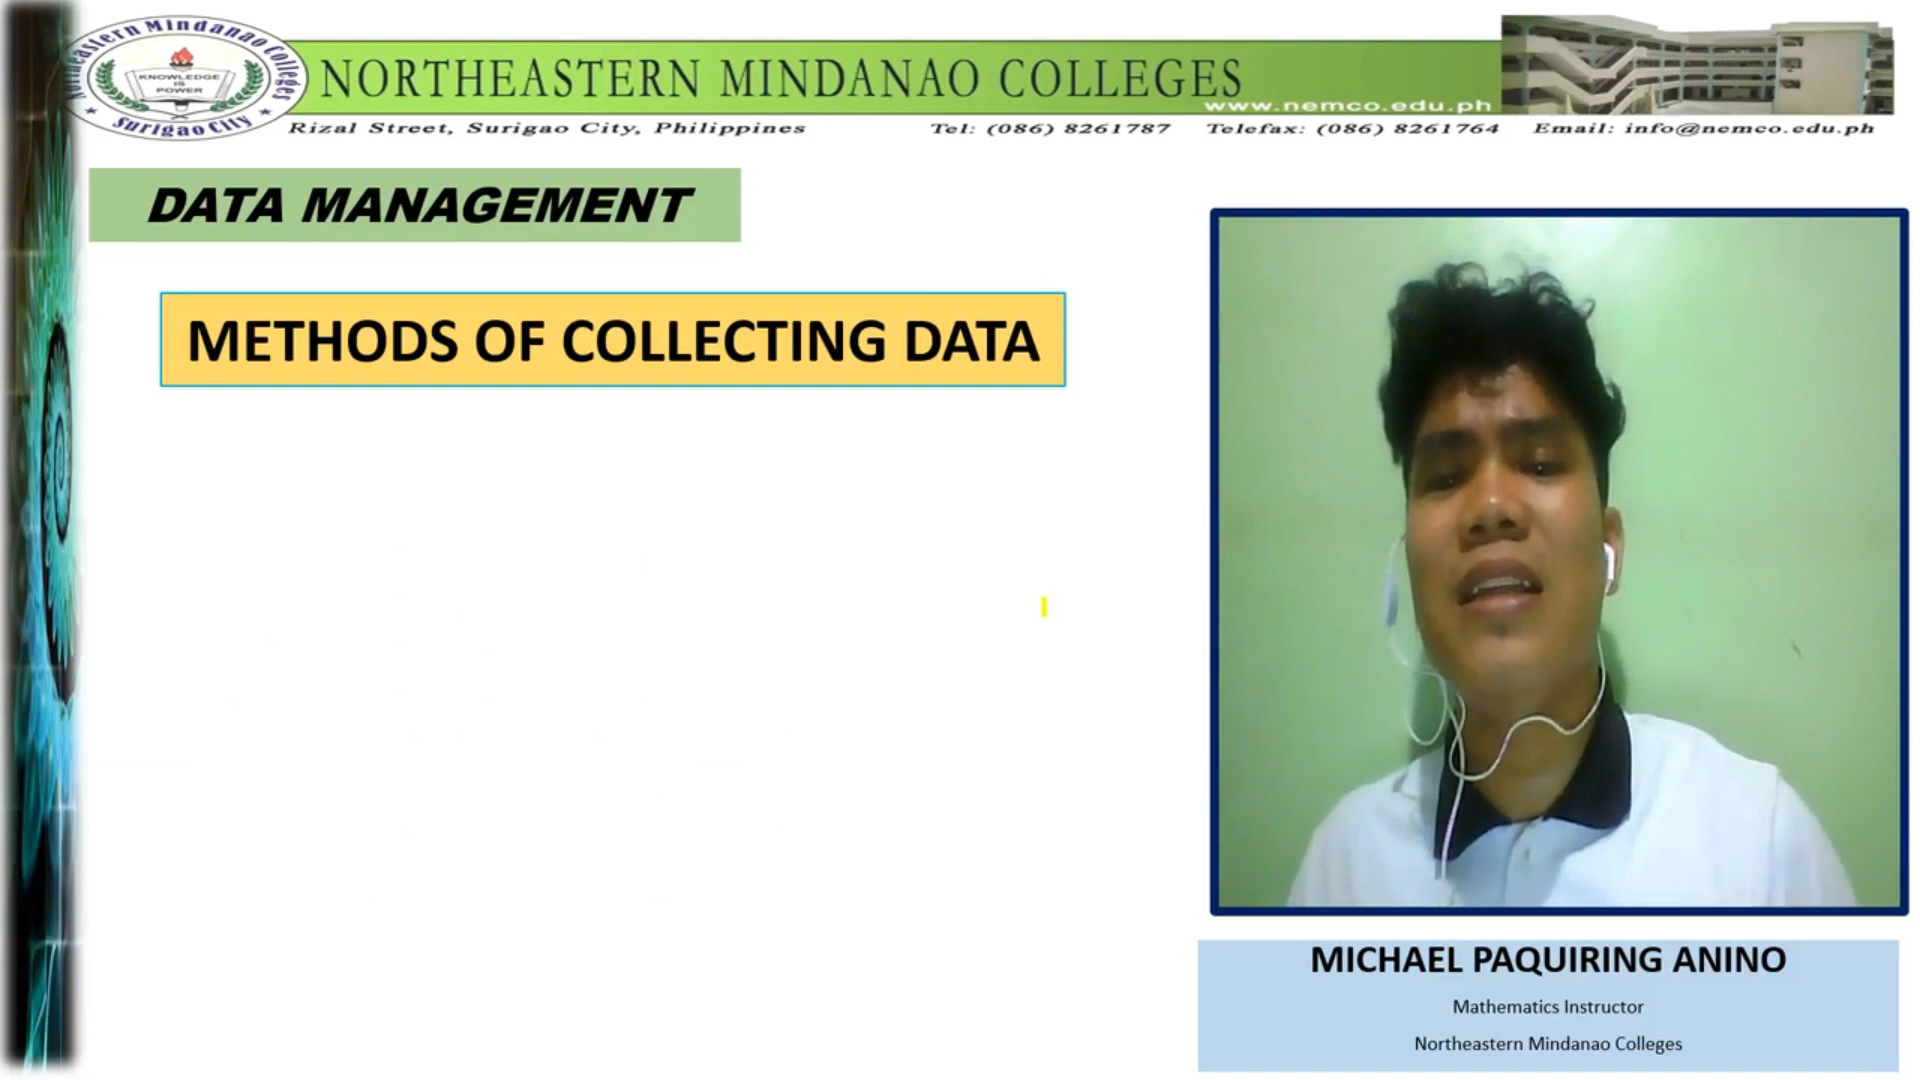 Northeastern Mindanao Colleges
KNOWLEDGE
IS
POWER
Surigao City
NORTHEASTERN MINDANAO COLLEGES
www.nemco.edu.ph
Rizal Street, Surigao City, Philippines Tel: (086) 8261787 Telefax: (086) 8261764 Email: info@nemco.edu.ph
DATA MANAGEMENT
METHODS OF COLLECTING DATA
MICHAEL PAQUIRING ANINO
Mathematics Instructor
Northeastern Mindanao Colleges